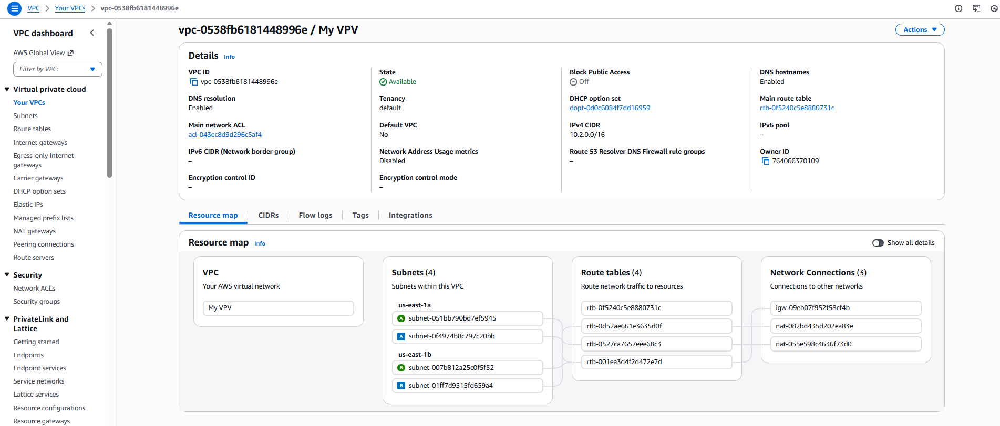 VPC > Your VPCs > vpc-0538fb6181448996e
VPC dashboard
AWS Global View
Filter by VPC:
Virtual private cloud
Your VPCs
Subnets
Route tables
Internet gateways
Egress-only Internet
gateways
Carrier gateways
DHCP option sets
Elastic IPs
Managed prefix lists
NAT gateways
Peering connections
Route servers
Security
Network ACLs
Security groups
PrivateLink and
Lattice
Getting started
Endpoints
Endpoint services
Service networks
Lattice services
Resource configurations
Resource gateways
vpc-0538fb6181448996e / My VPV
Actions
Details Info
VPC ID
vpc-0538fb6181448996e
State
Available
Block Public Access
Off
DNS hostnames
Enabled
DNS resolution
Enabled
Tenancy
default
DHCP option set
dopt-0d0c6084f7dd16959
Main route table
rtb-0f5240c5e8880731c
Main network ACL
acl-043ec8d9d296c5af4
Default VPC
No
IPv4 CIDR
10.2.0.0/16
IPv6 pool
–
IPv6 CIDR (Network border group)
–
Network Address Usage metrics
Disabled
Route 53 Resolver DNS Firewall rule groups
–
Owner ID
764066370109
Encryption control ID
–
Encryption control mode
–
Resource map
CIDRs
Flow logs
Tags
Integrations
Resource map Info
Show all details
VPC
Your AWS virtual network
My VPV
Subnets (4)
Subnets within this VPC
us-east-1a
A subnet-051bb790bd7ef5945
A subnet-0f4974b8c797c20bb
us-east-1b
B subnet-007b812a25c0f5f52
B subnet-01ff7d9515fd659a4
Route tables (4)
Route network traffic to resources
rtb-0f5240c5e8880731c
rtb-0d52ae661e3635d0f
rtb-0527ca7657eee68c3
rtb-001ea3d4f2d472e7d
Network Connections (3)
Connections to other networks
igw-09eb07f952f58cf4b
nat-082bd435d202ea83e
nat-055e598c4636f73d0